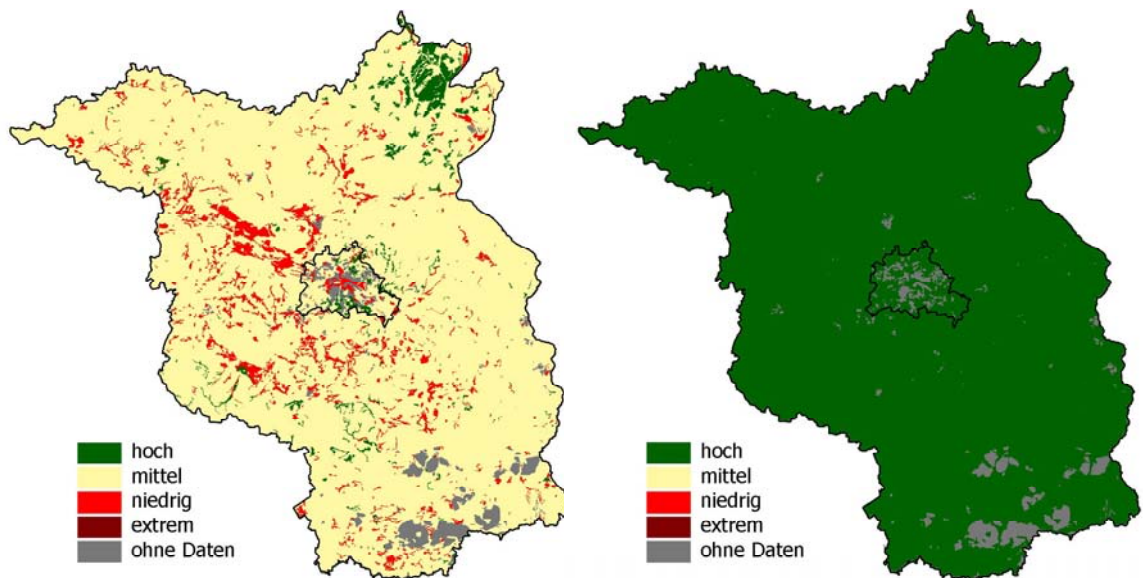 hoch
mittel
niedrig
extrem
ohne Daten
hoch
mittel
niedrig
extrem
ohne Daten